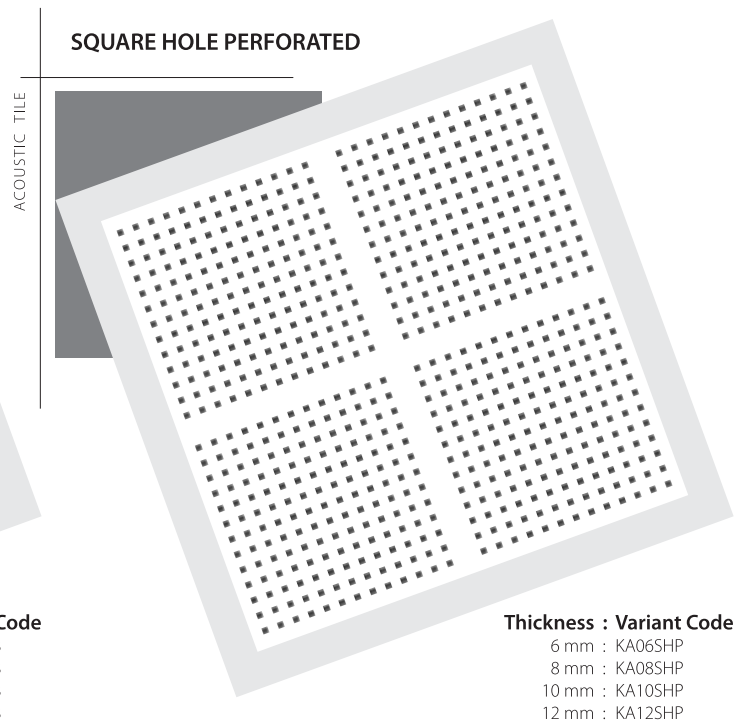 SQUARE HOLE PERFORATED
ACOUSTIC TILE
Code
Thickness : Variant Code
6 mm : KA06SHP
8 mm : KA08SHP
10 mm : KA10SHP
12 mm : KA12SHP